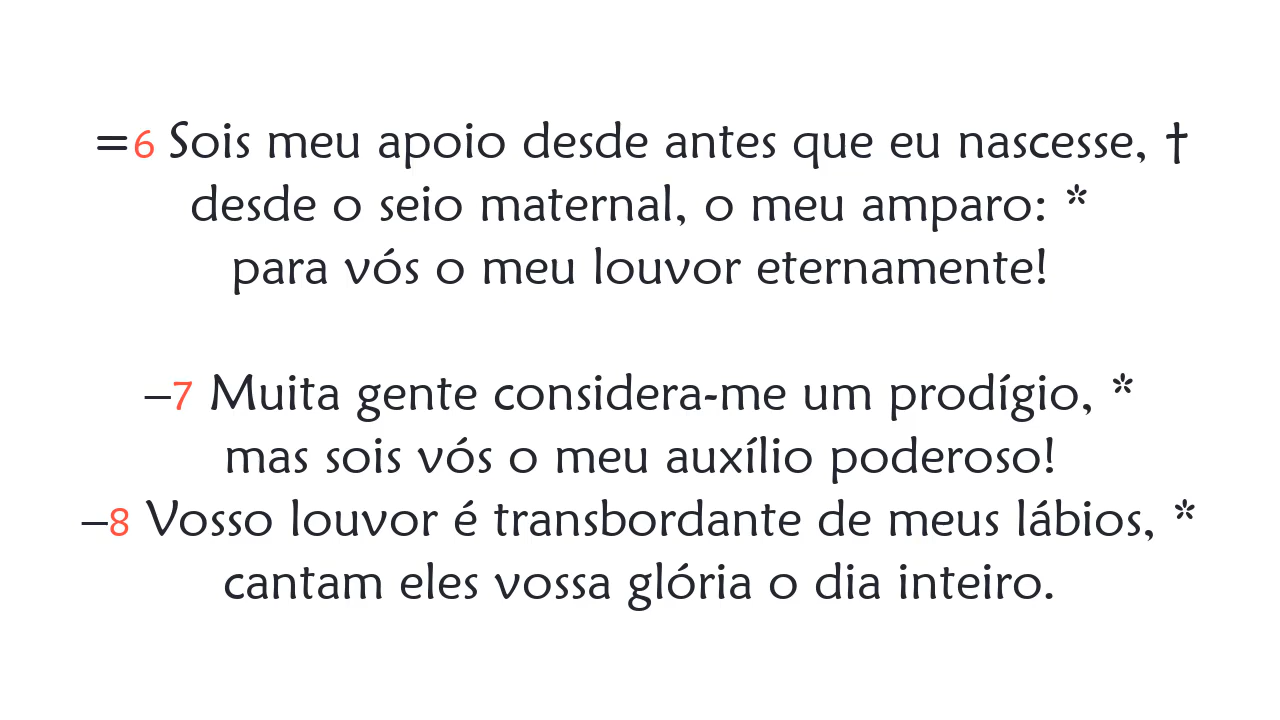 =6 Sois meu apoio desde antes que eu nascesse, †
desde o seio maternal, o meu amparo: *
para vós o meu louvor eternamente!
–7 Muita gente considera-me um prodígio, *
mas sois vós o meu auxílio poderoso!
–8 Vosso louvor é transbordante de meus lábios, *
cantam eles vossa glória o dia inteiro.